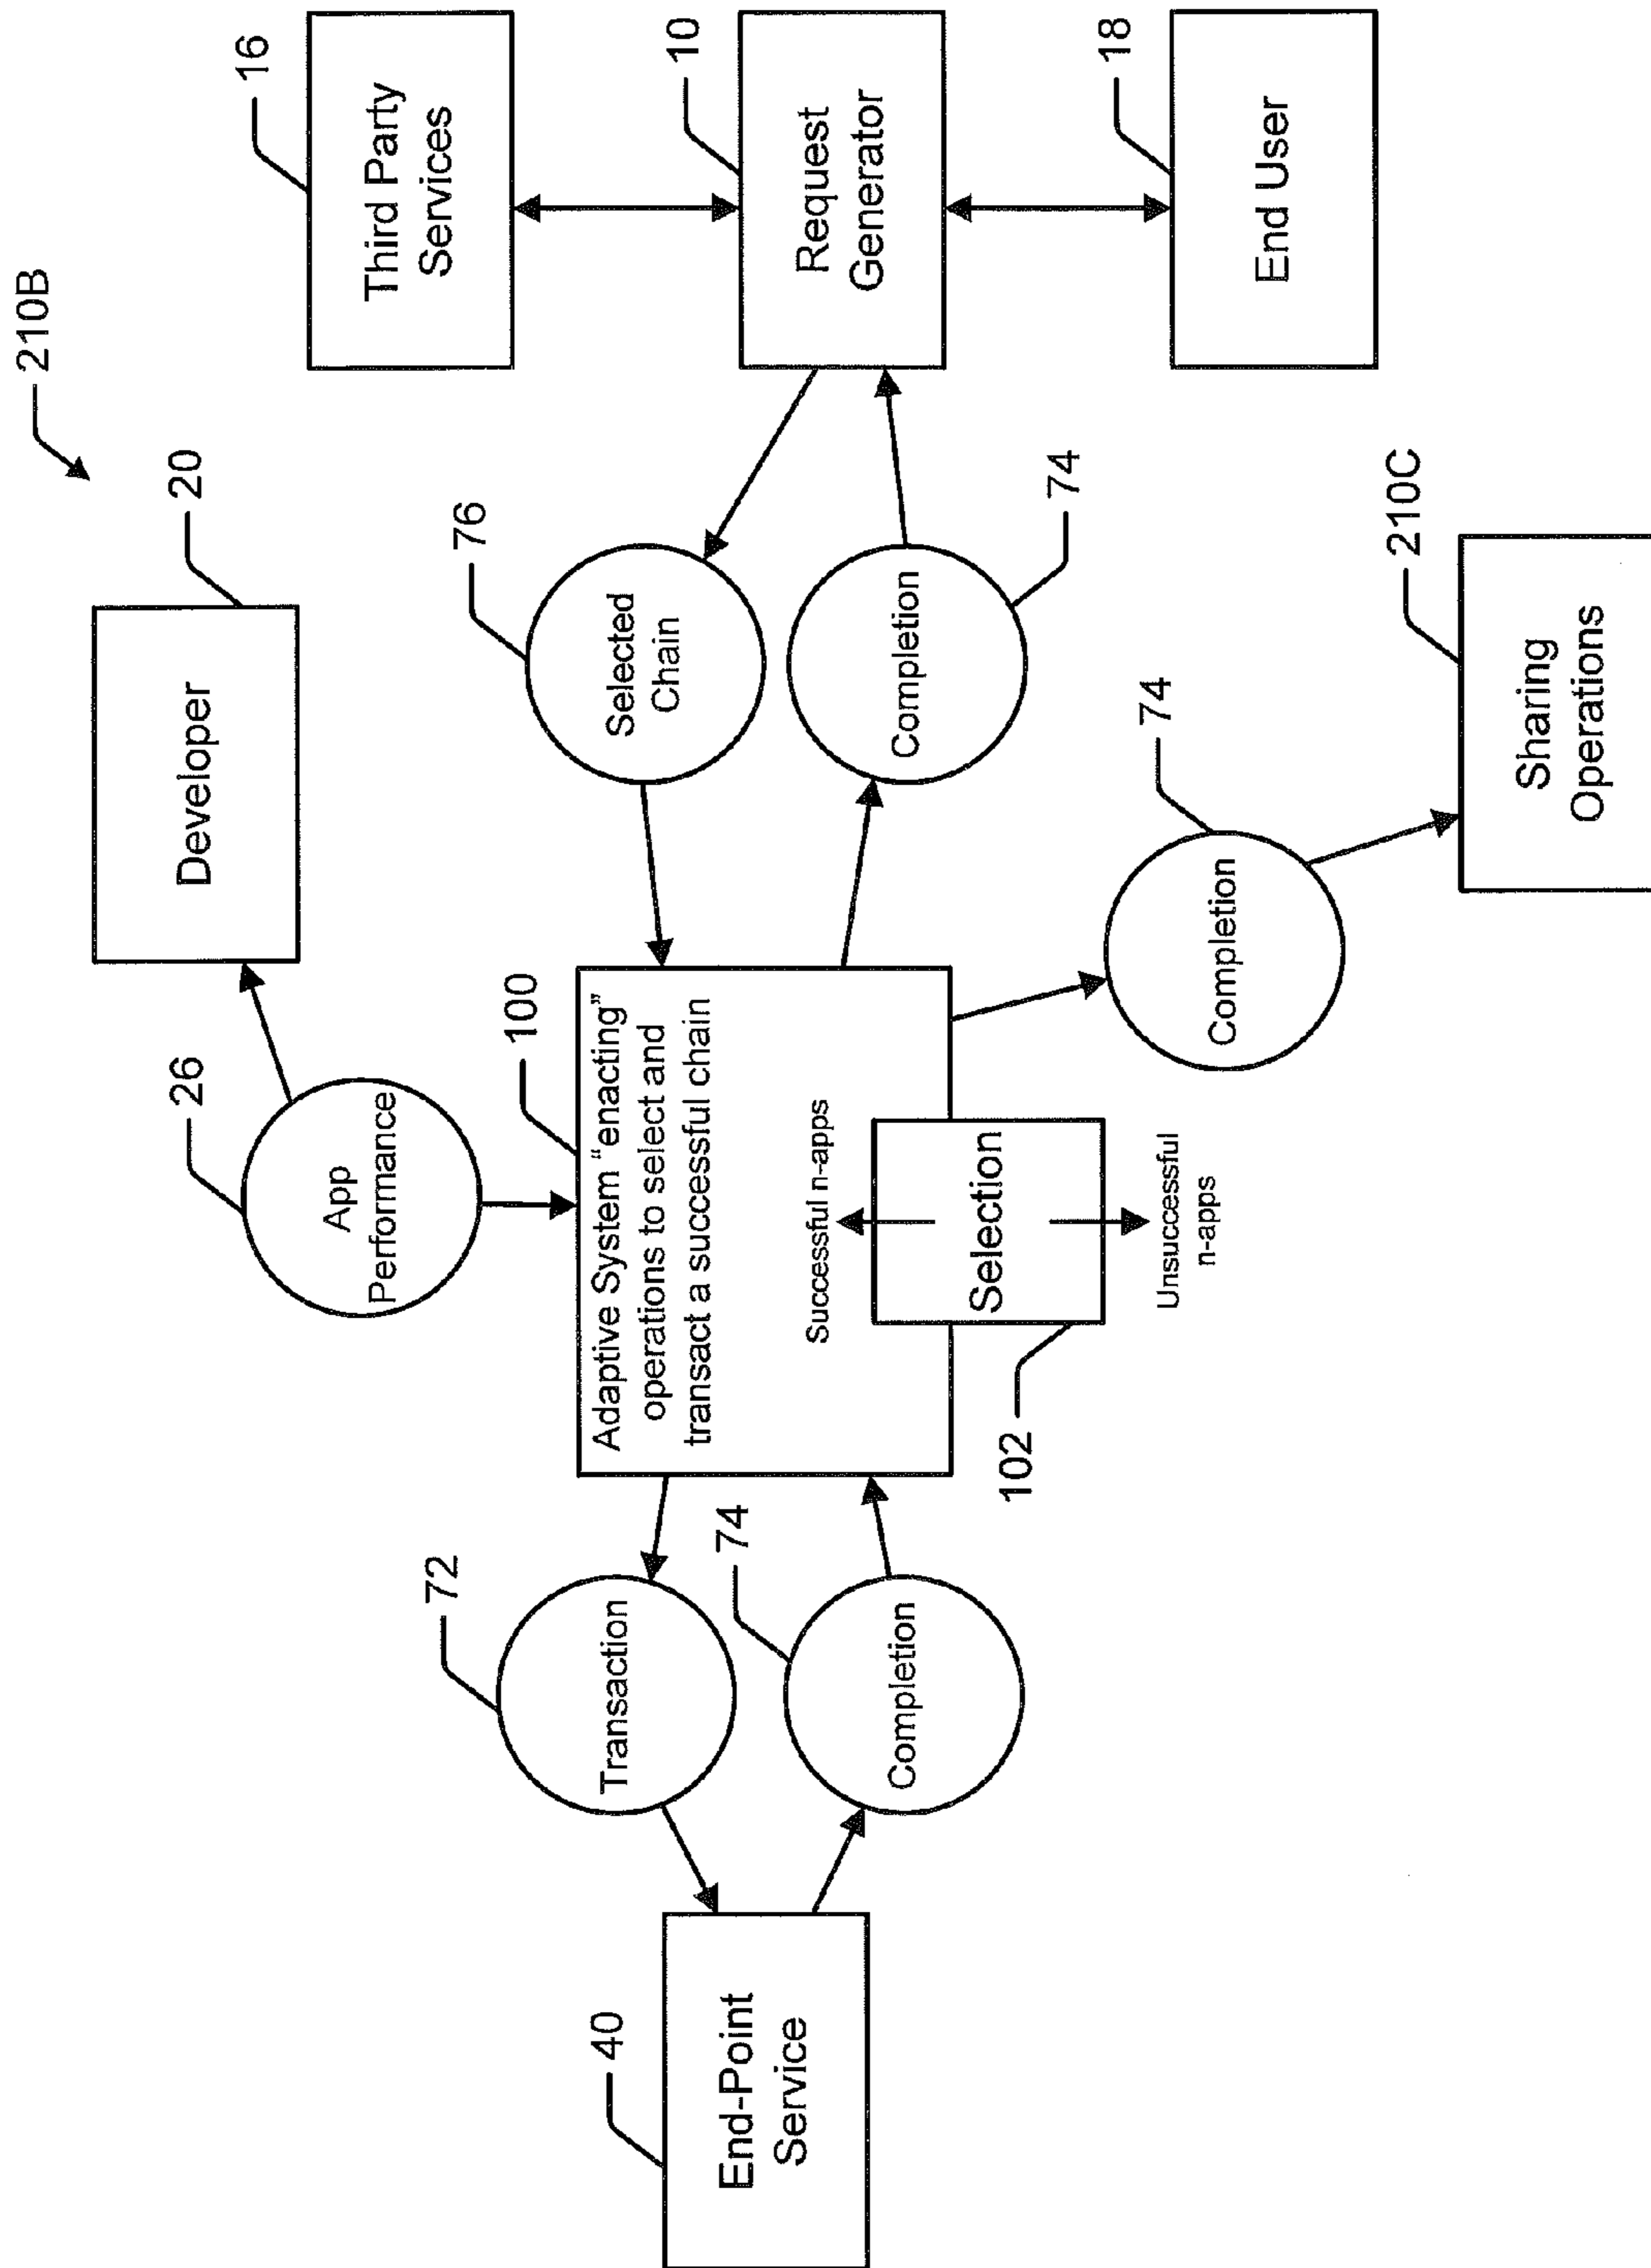 210B
20
Developer
26
App
Performance
16
Third Party
Services
76
Selected
Chain
100
Adaptive System "enacting"
operations to select and
transact a successful chain
72
Transaction
40
End-Point
Service
10
Request
Generator
74
Completion
74
Completion
Successful n-apps
Selection
102
Unsuccessful
n-apps
74
Completion
18
End User
210C
Sharing
Operations